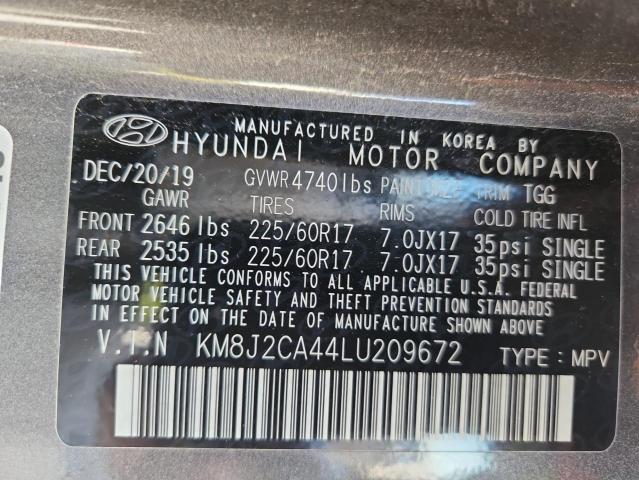 MANUFACTURED IN KOREA BY
HYUNDAI MOTOR COMPANY
DEC/20/19 GVWR 4740lbs PAINT TRIM TGG
GAWR TIRES RIMS COLD TIRE INFL
FRONT 2646 lbs 225/60R17 7.0JX17 35psi SINGLE
REAR 2535 lbs 225/60R17 7.0JX17 35psi SINGLE
THIS VEHICLE CONFORMS TO ALL APPLICABLE U.S.A. FEDERAL
MOTOR VEHICLE SAFETY AND THEFT PREVENTION STANDARDS
IN EFFECT ON THE DATE OF MANUFACTURE SHOWN ABOVE.
V.I.N KM8J2CA44LU209672 TYPE : MPV